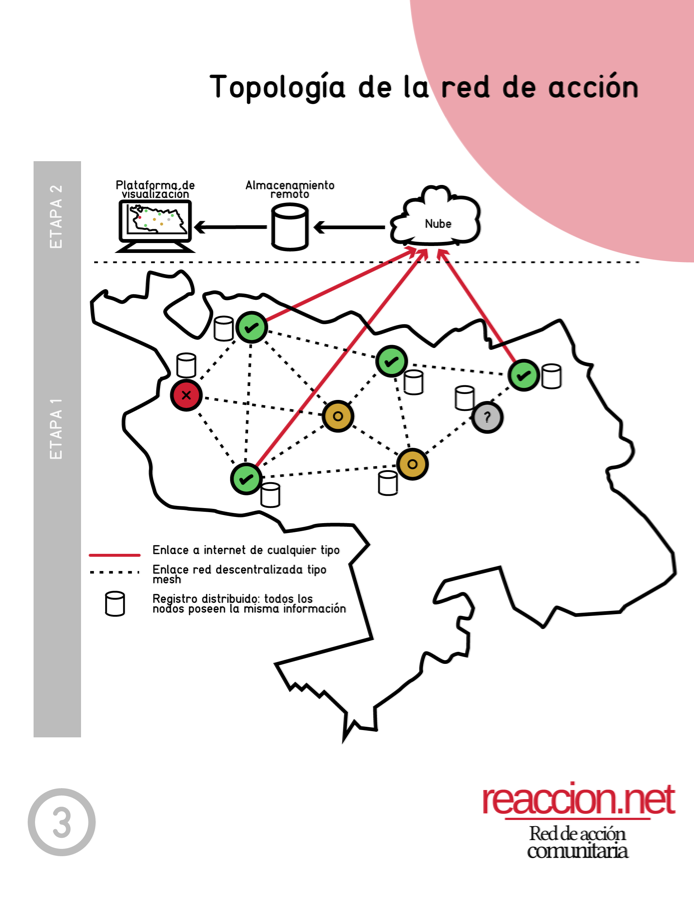 Topología de la red de acción
ETAPA 2
Plataforma de
visualización
Almacenamiento
remoto
Nube
ETAPA 1
?
Enlace a internet de cualquier tipo
Enlace red descentralizada tipo
mesh
Registro distribuido: todos los
nodos poseen la misma información
3
reaccion.net
Red de acción
comunitaria